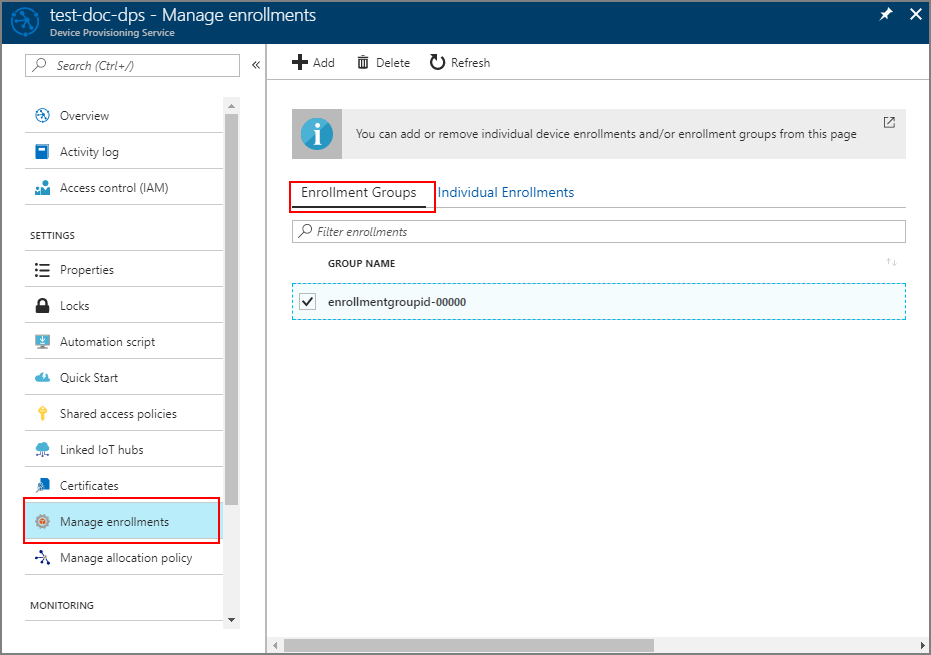 test-doc-dps - Manage enrollments
Device Provisioning Service
Search (Ctrl+/)
Overview
Activity log
Access control (IAM)
SETTINGS
Properties
Locks
Automation script
Quick Start
Shared access policies
Linked IoT hubs
Certificates
Manage enrollments
Manage allocation policy
MONITORING
Add Delete Refresh
You can add or remove individual device enrollments and/or enrollment groups from this page
Enrollment Groups Individual Enrollments
Filter enrollments
GROUP NAME
enrollmentgroupid-00000